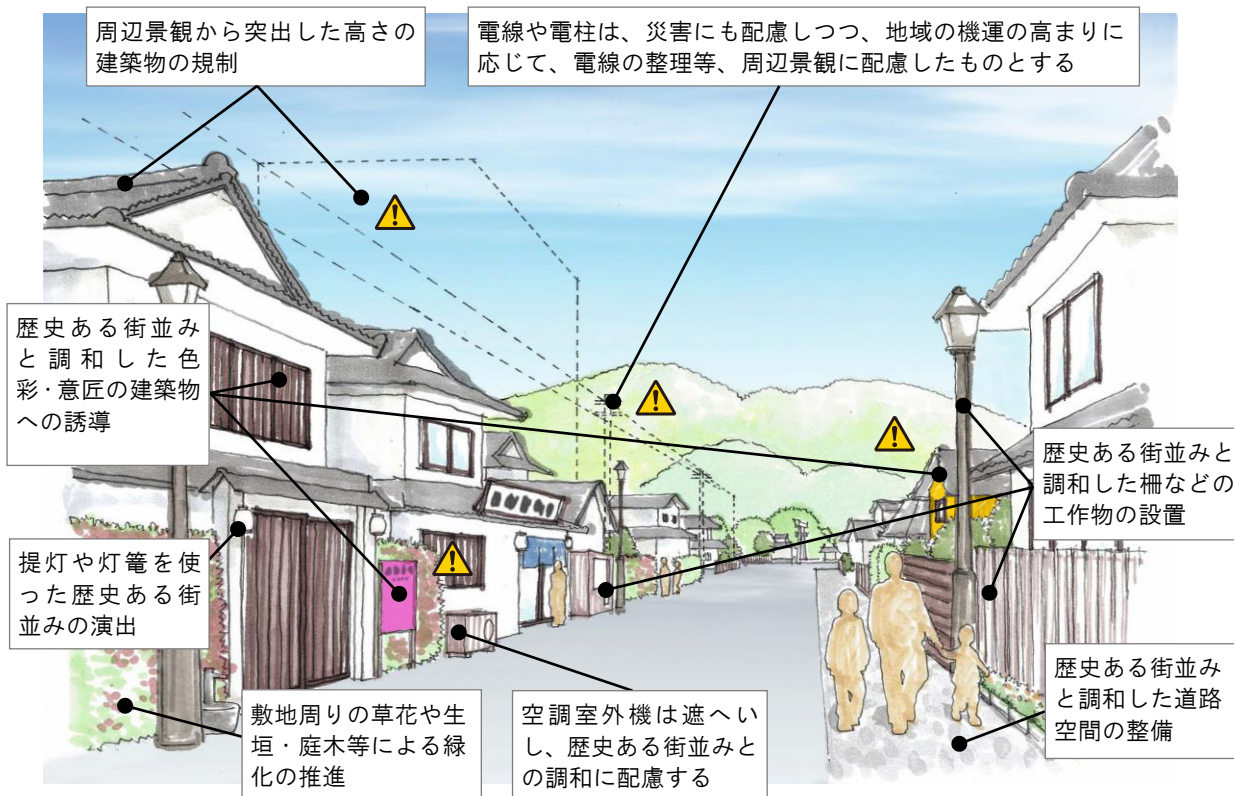 周辺景観から突出した高さの
建築物の規制
電線や電柱は、災害にも配慮しつつ、地域の機運の高まりに
応じて、電線の整理等、周辺景観に配慮したものとする
歴史ある街並み
と調和した色
彩・意匠の建築物
への誘導
歴史ある街並みと
調和した柵などの
工作物の設置
提灯や灯篭を使
った歴史ある街
並みの演出
敷地周りの草花や生
垣・庭木等による緑
化の推進
空調室外機は遮へい
し、歴史ある街並みと
の調和に配慮する
歴史ある街並み
と調和した道路
空間の整備